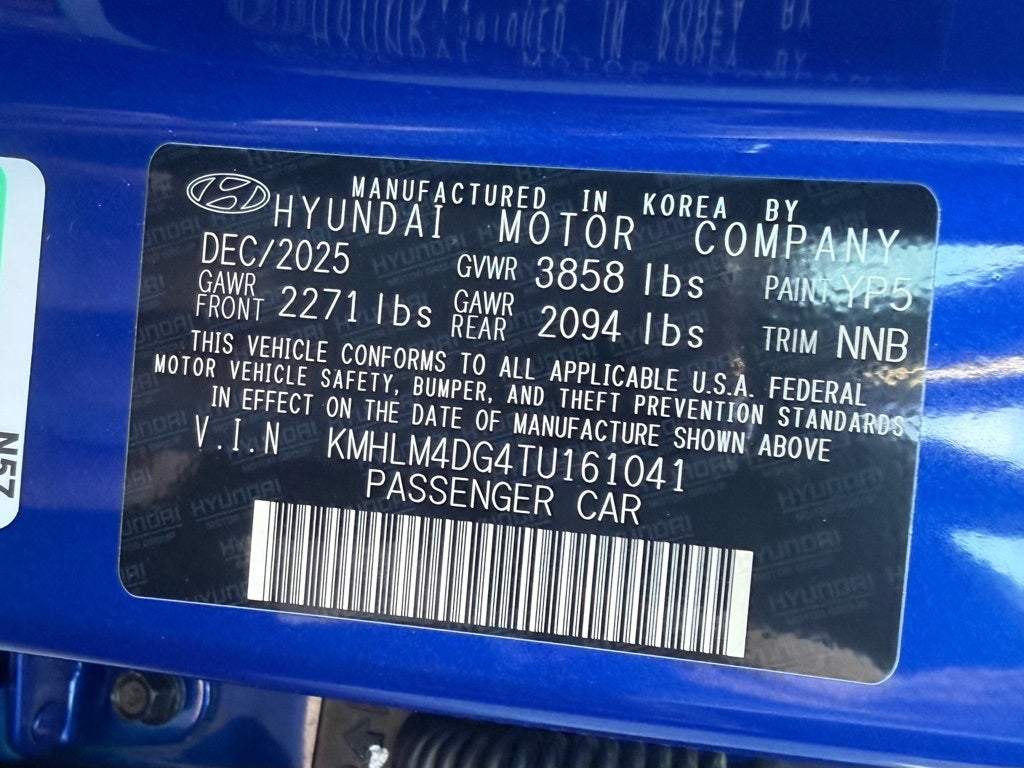 MANUFACTURED IN KOREA BY
HYUNDAI MOTOR COMPANY
DEC/2025 GVWR 3858 lbs PAINT YP5
GAWR FRONT 2271 lbs GAWR REAR 2094 lbs TRIM NNB
THIS VEHICLE CONFORMS TO ALL APPLICABLE U.S.A. FEDERAL
MOTOR VEHICLE SAFETY, BUMPER, AND THEFT PREVENTION STANDARDS
IN EFFECT ON THE DATE OF MANUFACTURE SHOWN ABOVE
V.I.N KMHLM4DG4TU161041
PASSENGER CAR
N57